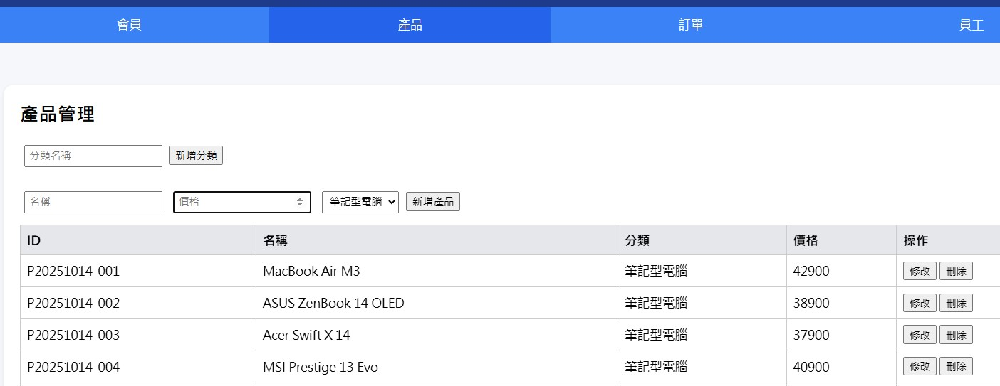 會員 產品 訂單 員工
產品管理
分類名稱 新增分類
名稱 價格 筆記型電腦 新增產品
ID 名稱 分類 價格 操作
P20251014-001 MacBook Air M3 筆記型電腦 42900 修改 刪除
P20251014-002 ASUS ZenBook 14 OLED 筆記型電腦 38900 修改 刪除
P20251014-003 Acer Swift X 14 筆記型電腦 37900 修改 刪除
P20251014-004 MSI Prestige 13 Evo 筆記型電腦 40900 修改 刪除